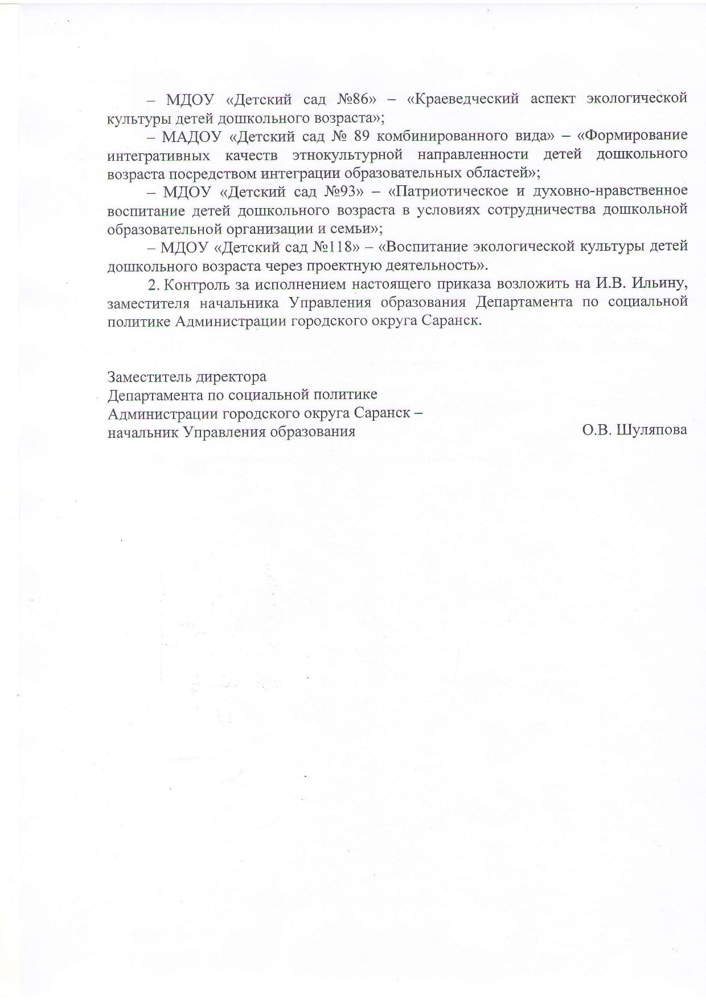 – МДОУ «Детский сад №86» – «Краеведческий аспект экологической
культуры детей дошкольного возраста»;
– МАДОУ «Детский сад № 89 комбинированного вида» – «Формирование
интегративных качеств этнокультурной направленности детей дошкольного
возраста посредством интеграции образовательных областей»;
– МДОУ «Детский сад №93» – «Патриотическое и духовно-нравственное
воспитание детей дошкольного возраста в условиях сотрудничества дошкольной
образовательной организации и семьи»;
– МДОУ «Детский сад №118» – «Воспитание экологической культуры детей
дошкольного возраста через проектную деятельность».
2. Контроль за исполнением настоящего приказа возложить на И.В. Ильину,
заместителя начальника Управления образования Департамента по социальной
политике Администрации городского округа Саранск.
Заместитель директора
Департамента по социальной политике
Администрации городского округа Саранск –
начальник Управления образования О.В. Шуляпова